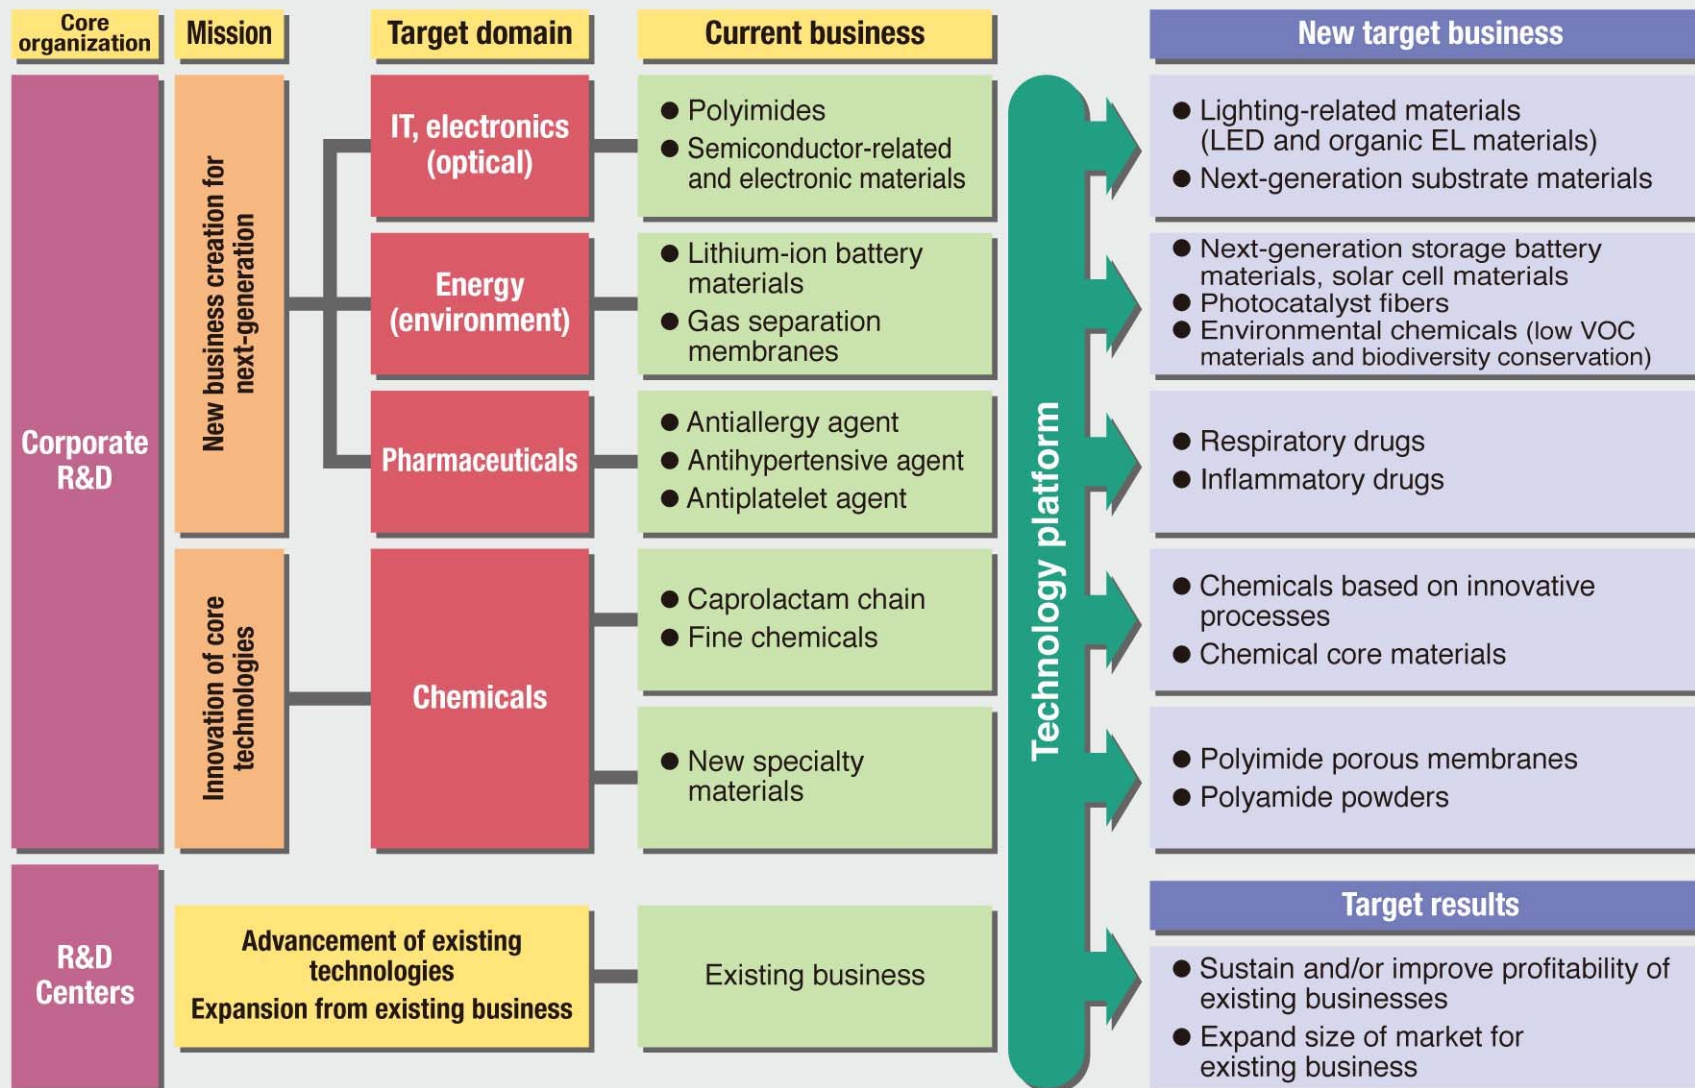 Core
organization
Mission
Target domain
Current business
New target business
Corporate
R&D
New business creation for
next-generation
IT, electronics
(optical)
● Polyimides
● Semiconductor-related
and electronic materials
Technology platform
● Lighting-related materials
(LED and organic EL materials)
● Next-generation substrate materials
Energy
(environment)
● Lithium-ion battery
materials
● Gas separation
membranes
● Next-generation storage battery
materials, solar cell materials
● Photocatalyst fibers
● Environmental chemicals (low VOC
materials and biodiversity conservation)
Pharmaceuticals
● Antiallergy agent
● Antihypertensive agent
● Antiplatelet agent
● Respiratory drugs
● Inflammatory drugs
Innovation of core
technologies
Chemicals
● Caprolactam chain
● Fine chemicals
● Chemicals based on innovative
processes
● Chemical core materials
● New specialty
materials
● Polyimide porous membranes
● Polyamide powders
R&D
Centers
Advancement of existing
technologies
Expansion from existing business
Existing business
Target results
● Sustain and/or improve profitability of
existing businesses
● Expand size of market for
existing business